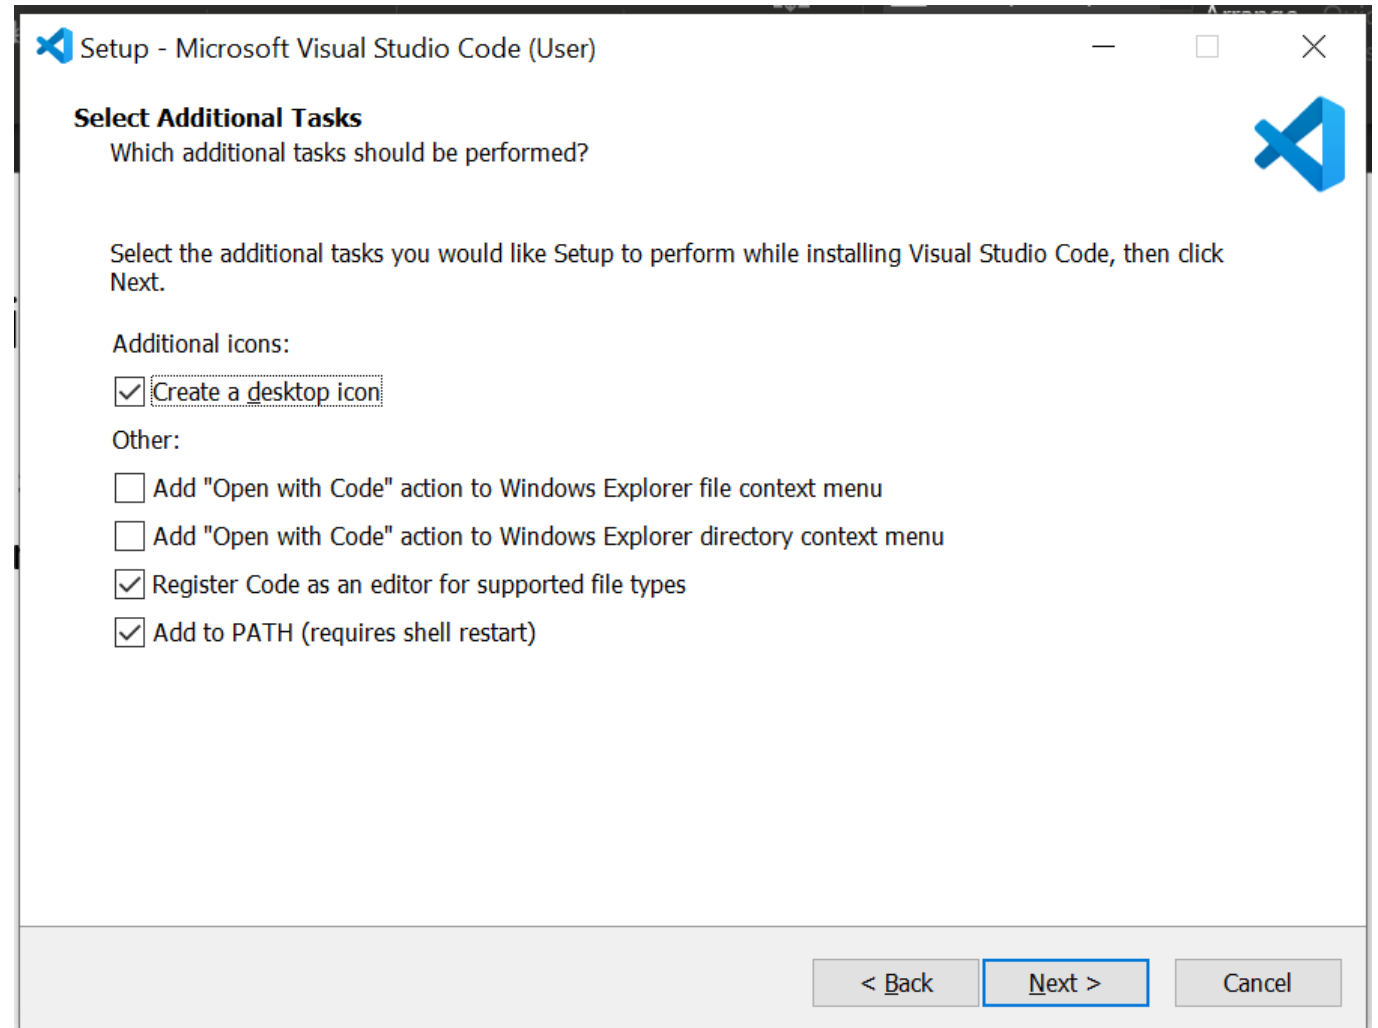 Arrange
Setup - Microsoft Visual Studio Code (User)
Select Additional Tasks
Which additional tasks should be performed?
Select the additional tasks you would like Setup to perform while installing Visual Studio Code, then click
Next.
Additional icons:
Create a desktop icon
Other:
Add "Open with Code" action to Windows Explorer file context menu
Add "Open with Code" action to Windows Explorer directory context menu
Register Code as an editor for supported file types
Add to PATH (requires shell restart)
< Back
Next >
Cancel